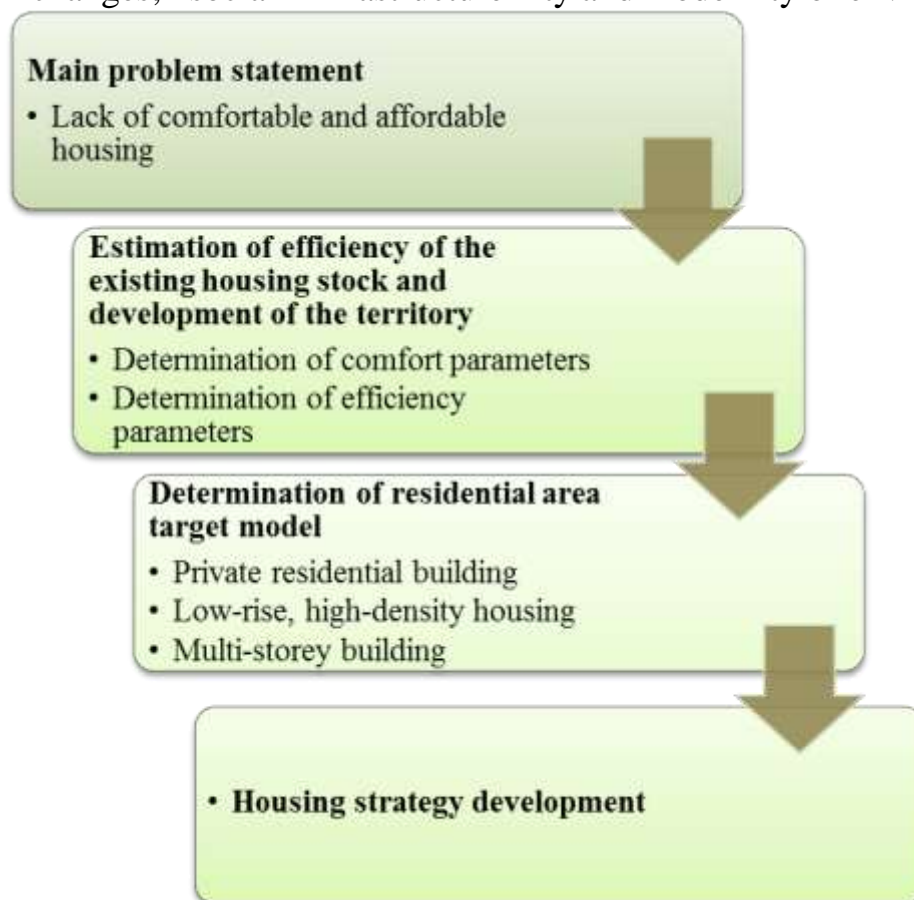 Main problem statement
• Lack of comfortable and affordable
housing
Estimation of efficiency of the
existing housing stock and
development of the territory
• Determination of comfort parameters
• Determination of efficiency
parameters
Determination of residential area
target model
• Private residential building
• Low-rise, high-density housing
• Multi-storey building
• Housing strategy development